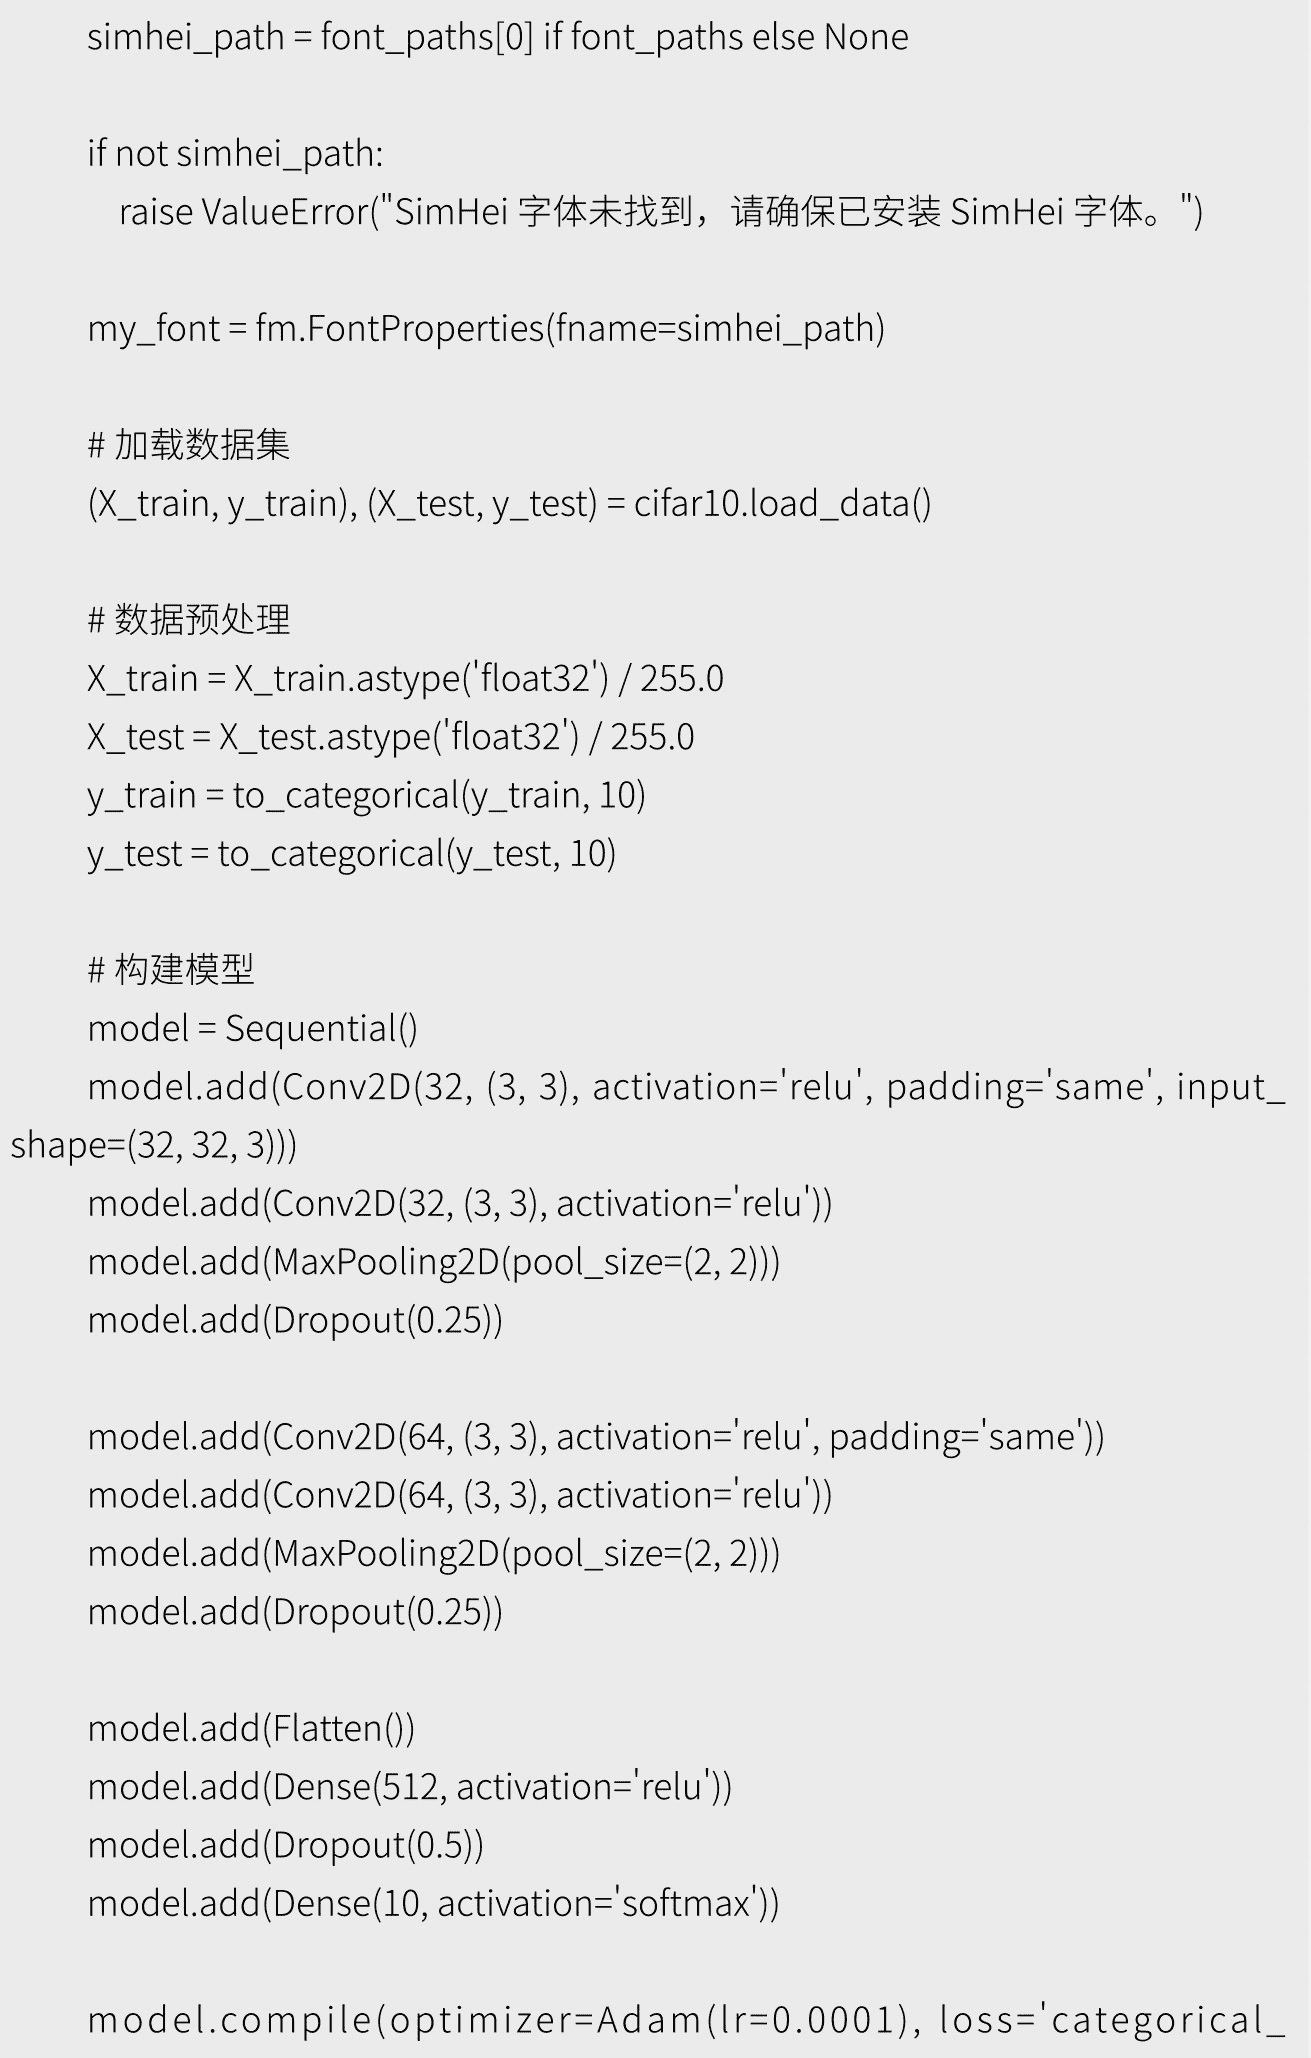 simhei_path = font_paths[0] if font_paths else None
if not simhei_path:
raise ValueError("SimHei 字体未找到，请确保已安装 SimHei 字体。")
my_font = fm.FontProperties(fname=simhei_path)
# 加载数据集
(X_train, y_train), (X_test, y_test) = cifar10.load_data()
# 数据预处理
X_train = X_train.astype('float32') / 255.0
X_test = X_test.astype('float32') / 255.0
y_train = to_categorical(y_train, 10)
y_test = to_categorical(y_test, 10)
# 构建模型
model = Sequential()
model.add(Conv2D(32, (3, 3), activation='relu', padding='same', input_
shape=(32, 32, 3)))
model.add(Conv2D(32, (3, 3), activation='relu'))
model.add(MaxPooling2D(pool_size=(2, 2)))
model.add(Dropout(0.25))
model.add(Conv2D(64, (3, 3), activation='relu', padding='same'))
model.add(Conv2D(64, (3, 3), activation='relu'))
model.add(MaxPooling2D(pool_size=(2, 2)))
model.add(Dropout(0.25))
model.add(Flatten())
model.add(Dense(512, activation='relu'))
model.add(Dropout(0.5))
model.add(Dense(10, activation='softmax'))
model.compile(optimizer=Adam(lr=0.0001), loss='categorical_